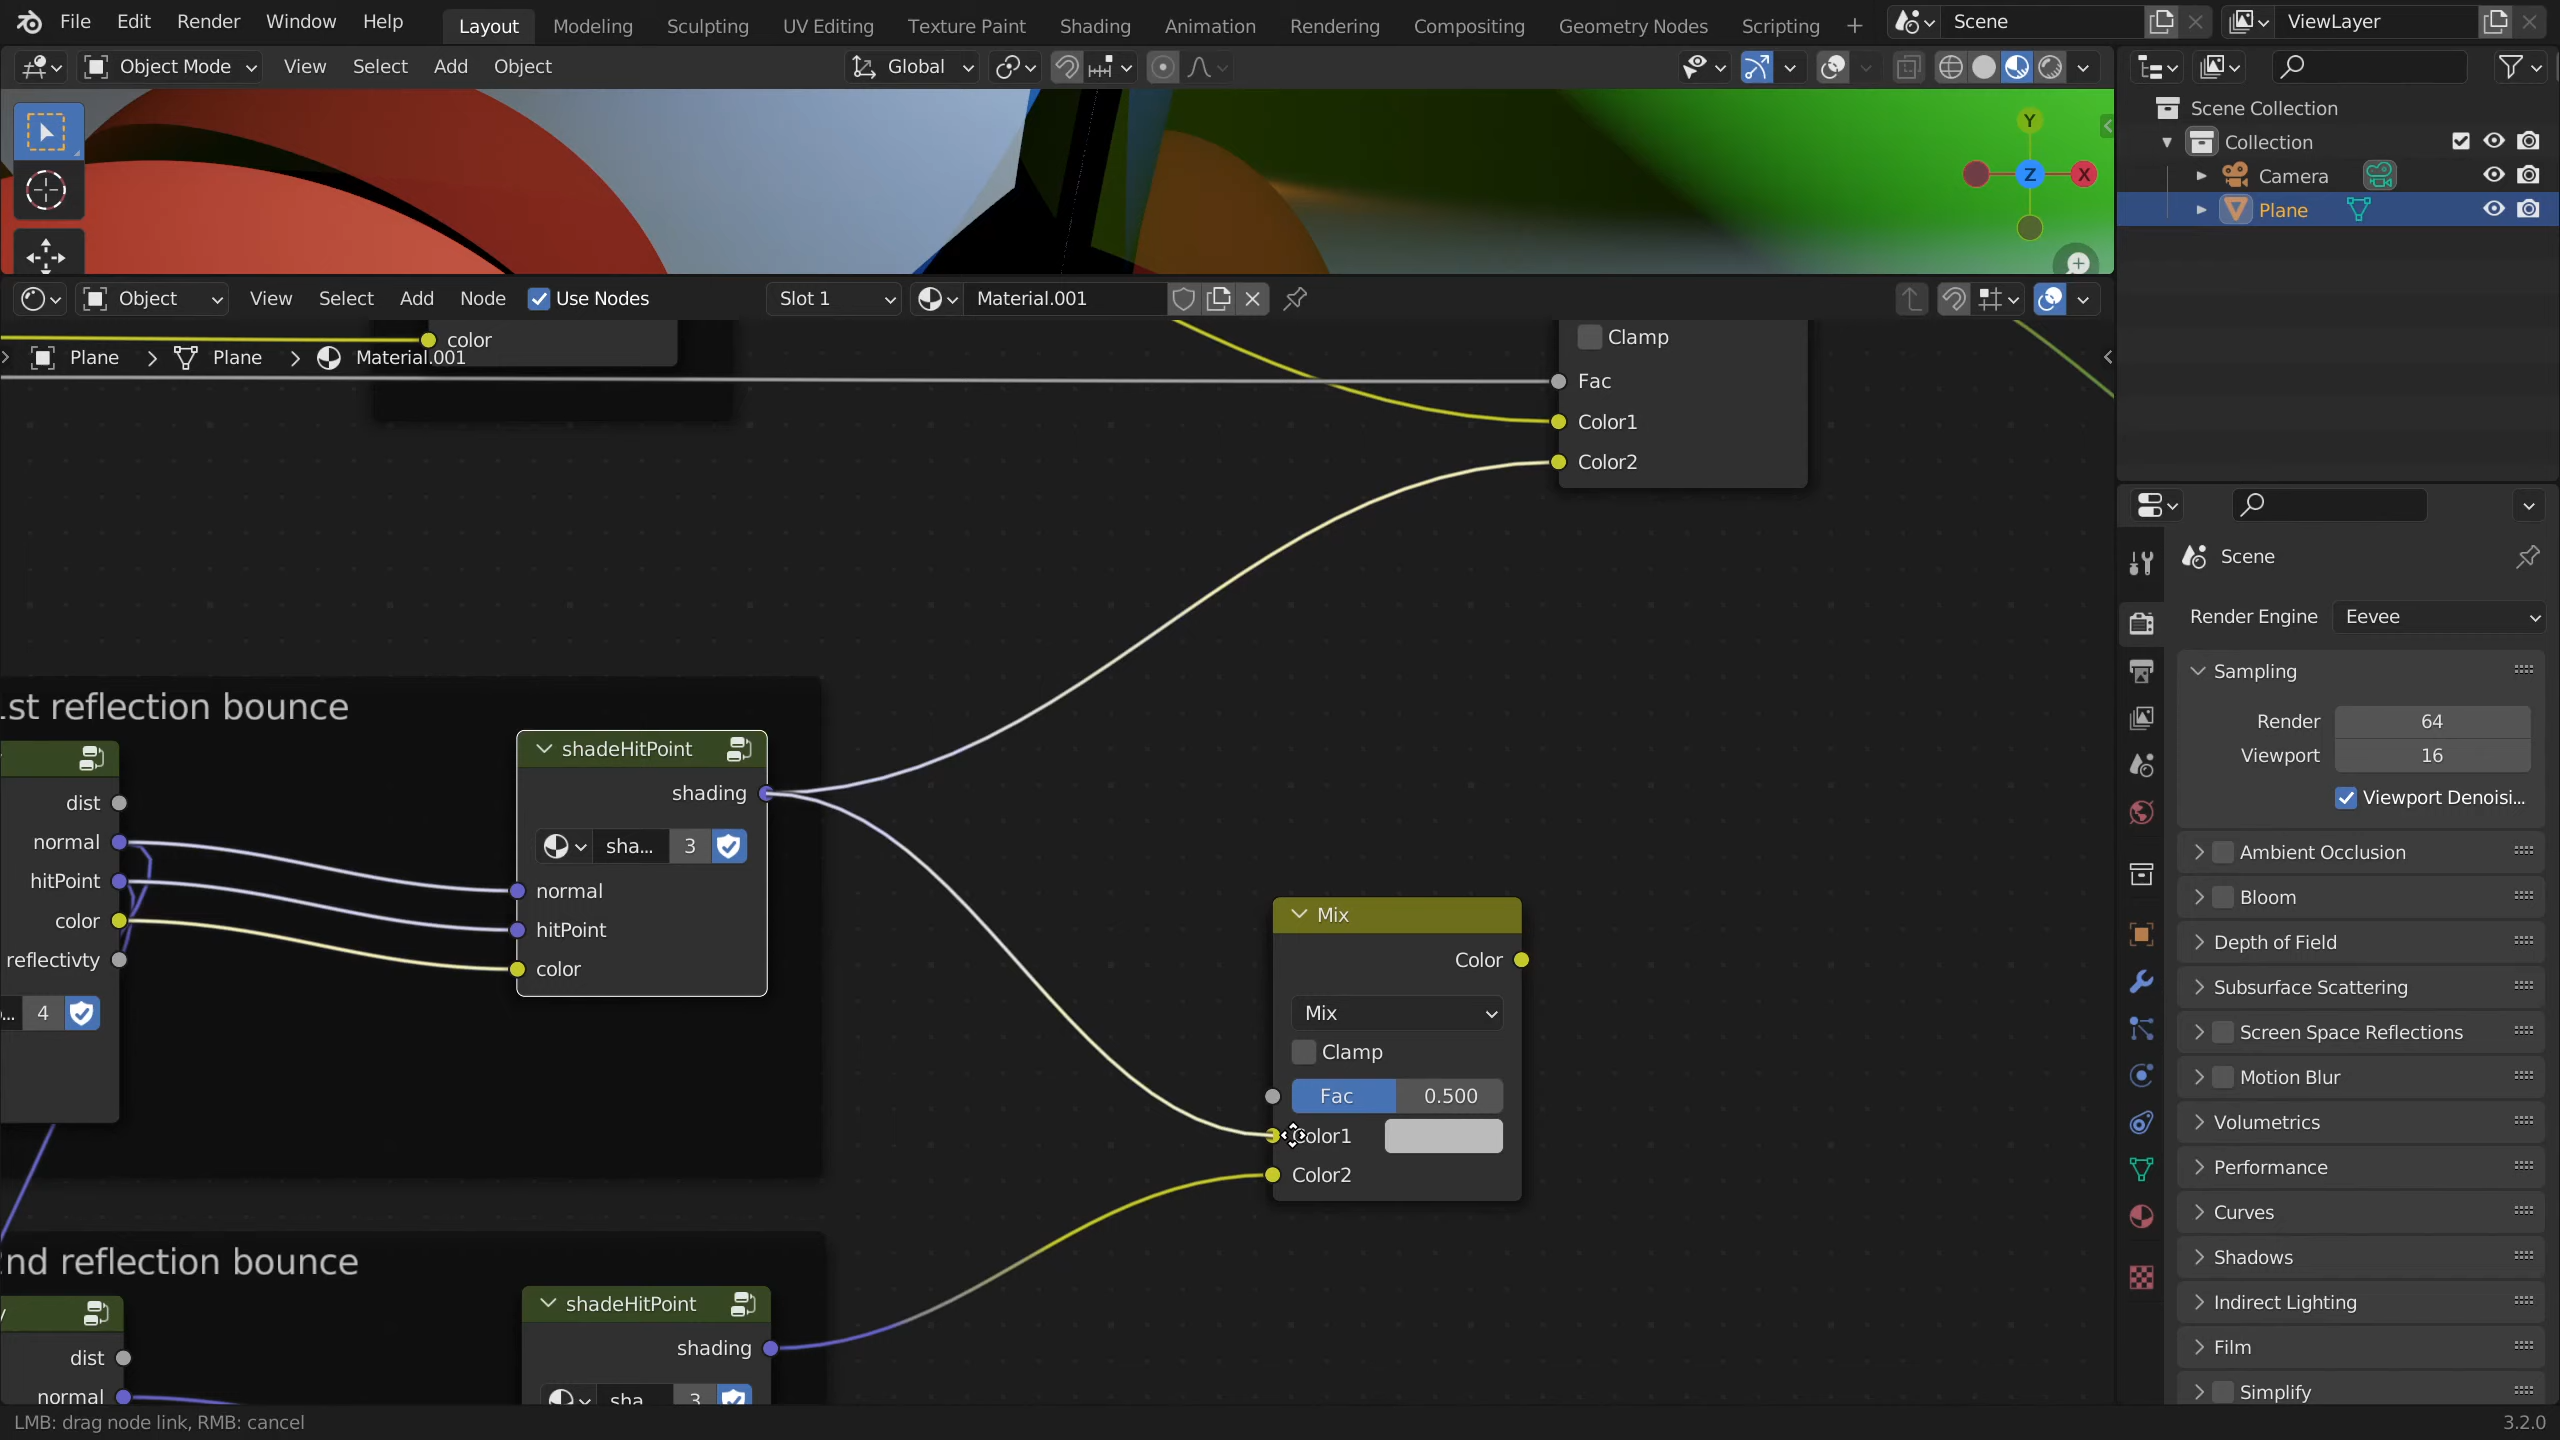 File Edit Render Window Help Layout Modeling Sculpting UV Editing Texture Paint Shading Animation Rendering Compositing Geometry Nodes Scripting + Scene ViewLayer
Object Mode View Select Add Object Global
Scene Collection
Collection
Camera
Plane
Y
Z
X
Object View Select Add Node Use Nodes Slot 1 Material.001
color
Plane > Plane > Material.001
Clamp
Fac
Color1
Color2
1st reflection bounce
dist
normal
hitPoint
color
reflectivty
4
shadeHitPoint
shading
sha... 3
normal
hitPoint
color
Mix
Color
Mix
Clamp
Fac 0.500
Color1
Color2
2nd reflection bounce
dist
normal
shadeHitPoint
shading
sha 3
Scene
Render Engine Eevee
Sampling
Render 64
Viewport 16
Viewport Denoisi...
Ambient Occlusion
Bloom
Depth of Field
Subsurface Scattering
Screen Space Reflections
Motion Blur
Volumetrics
Performance
Curves
Shadows
Indirect Lighting
Film
Simplify
LMB: drag node link, RMB: cancel
3.2.0